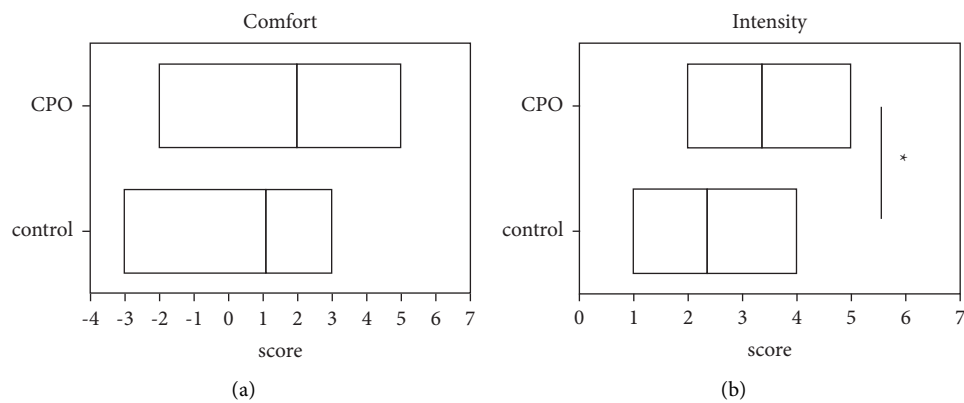 Comfort
CPO
control
-4 -3 -2 -1 0 1 2 3 4 5 6 7
score
(a)
Intensity
CPO
control
*
0 1 2 3 4 5 6 7
score
(b)